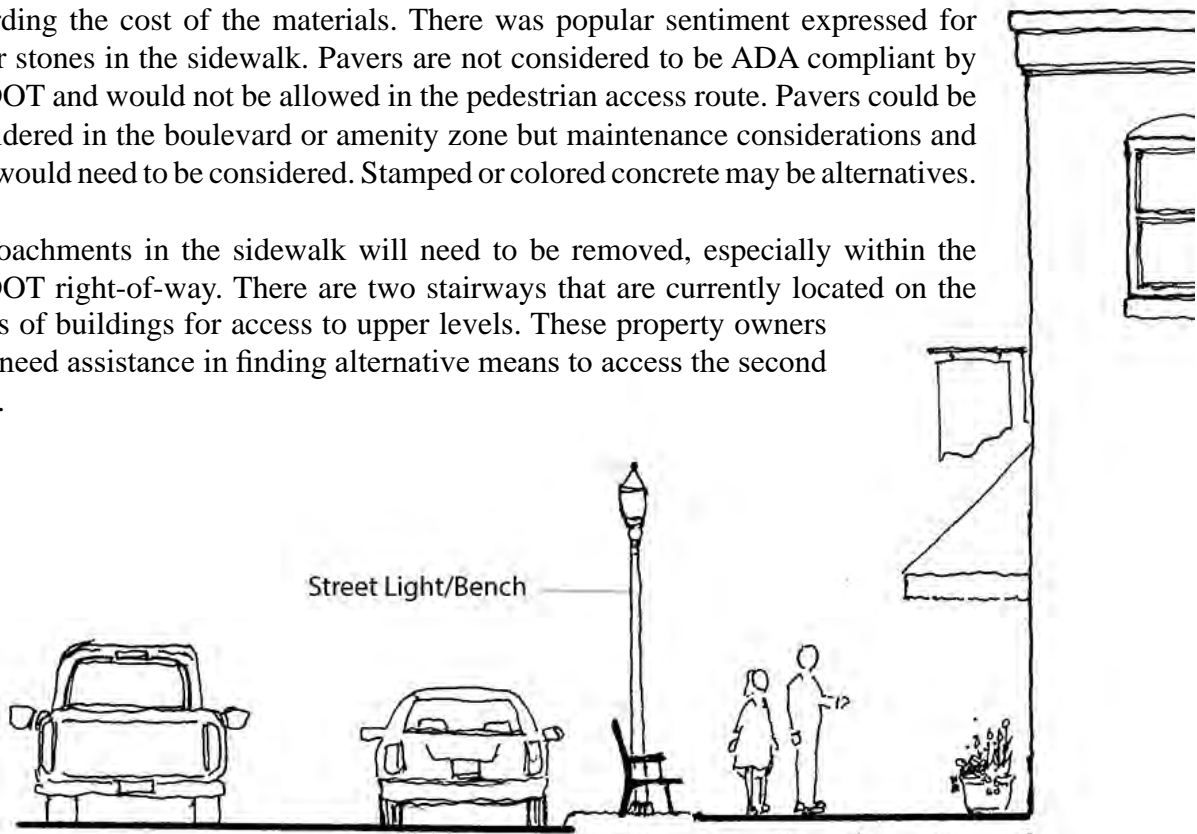 rding the cost of the materials. There was popular sentiment expressed for
r stones in the sidewalk. Pavers are not considered to be ADA compliant by
DOT and would not be allowed in the pedestrian access route. Pavers could be
idered in the boulevard or amenity zone but maintenance considerations and
would need to be considered. Stamped or colored concrete may be alternatives.
oachments in the sidewalk will need to be removed, especially within the
DOT right-of-way. There are two stairways that are currently located on the
s of buildings for access to upper levels. These property owners
need assistance in finding alternative means to access the second
.
Street Light/Bench